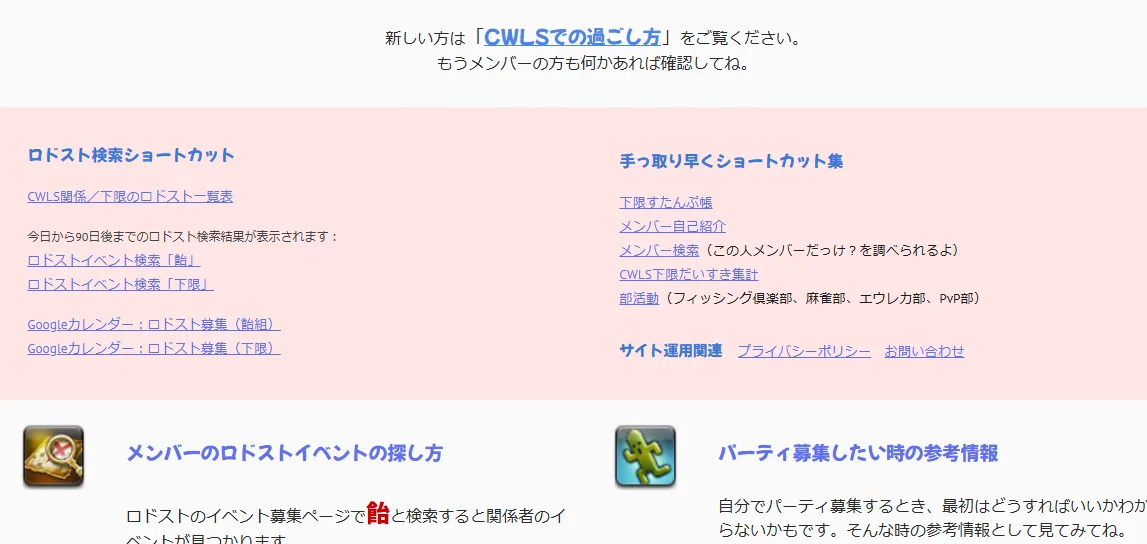 新しい方は「CWLSでの過ごし方」をご覧ください。
もうメンバーの方も何かあれば確認してね。
ロドスト検索ショートカット
CWLS関係／下限のロドスト一覧表
今日から90日後までのロドスト検索結果が表示されます：
ロドストイベント検索「飴」
ロドストイベント検索「下限」
Googleカレンダー：ロドスト募集（飴組）
Googleカレンダー：ロドスト募集（下限）
手っ取り早くショートカット集
下限すたんぷ帳
メンバー自己紹介
メンバー検索（この人メンバーだっけ？を調べられるよ）
CWLS下限だいすき集計
部活動（フィッシング倶楽部、麻雀部、エウレカ部、PvP部）
サイト運用関連 プライバシーポリシー お問い合わせ
メンバーのロドストイベントの探し方
ロドストのイベント募集ページで飴と検索すると関係者のイ
ベントが見つかります
パーティ募集したい時の参考情報
自分でパーティ募集するとき、最初はどうすればいいかわか
らないかもです。そんな時の参考情報として見てみてね。